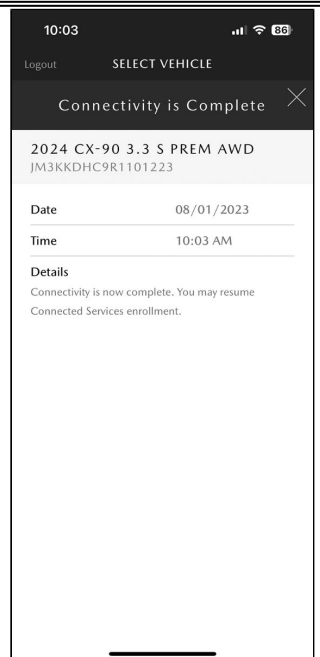 10:03
86
Logout SELECT VEHICLE
Connectivity is Complete
2024 CX-90 3.3 S PREM AWD
JM3KKDHC9R1101223
Date 08/01/2023
Time 10:03 AM
Details
Connectivity is now complete. You may resume
Connected Services enrollment.